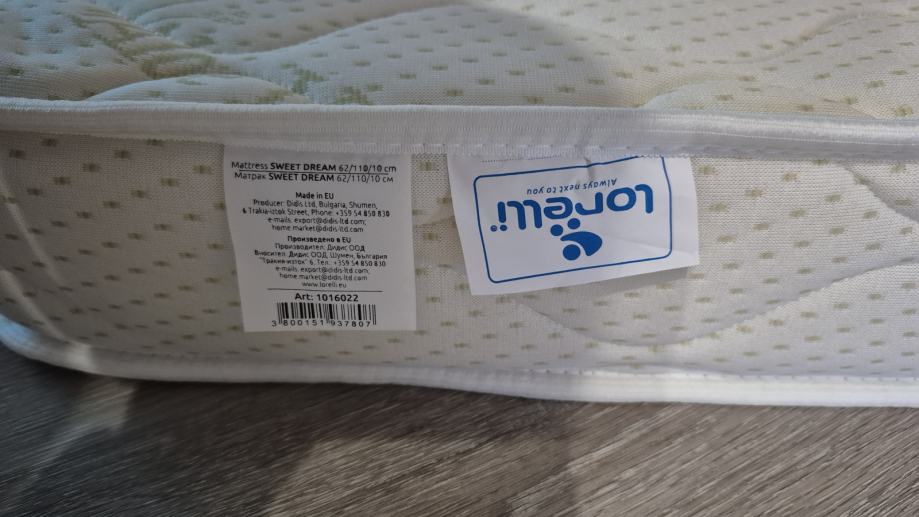 Mattress SWEET DREAM 62/110/10 cm
Матрак SWEET DREAM 62/110/10 см
Made in EU
Producer: Didis Ltd, Bulgaria, Shumen,
6 Trakia-iztok Street, Phone: +359 54 850 830
e-mails: export@didis-ltd.com;
home.market@didis-ltd.com
Произведено в EU
Производител: Дидис ООД
Вносител: Дидис ООД, Шумен, България
"Тракия-изток" 6, Тел.: +359 54 850 830
e-mails: export@didis-ltd.com;
home.market@didis-ltd.com
www.lorelli.eu
Art: 1016022
3 800151 937807
lorelli
Always next to you